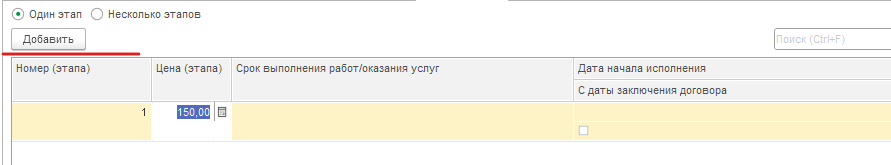 Один этап Несколько этапов
Добавить Поиск (Ctrl+F)
Номер (этапа) Цена (этапа) Срок выполнения работ/оказания услуг Дата начала исполнения
С даты заключения договора
1 150,00